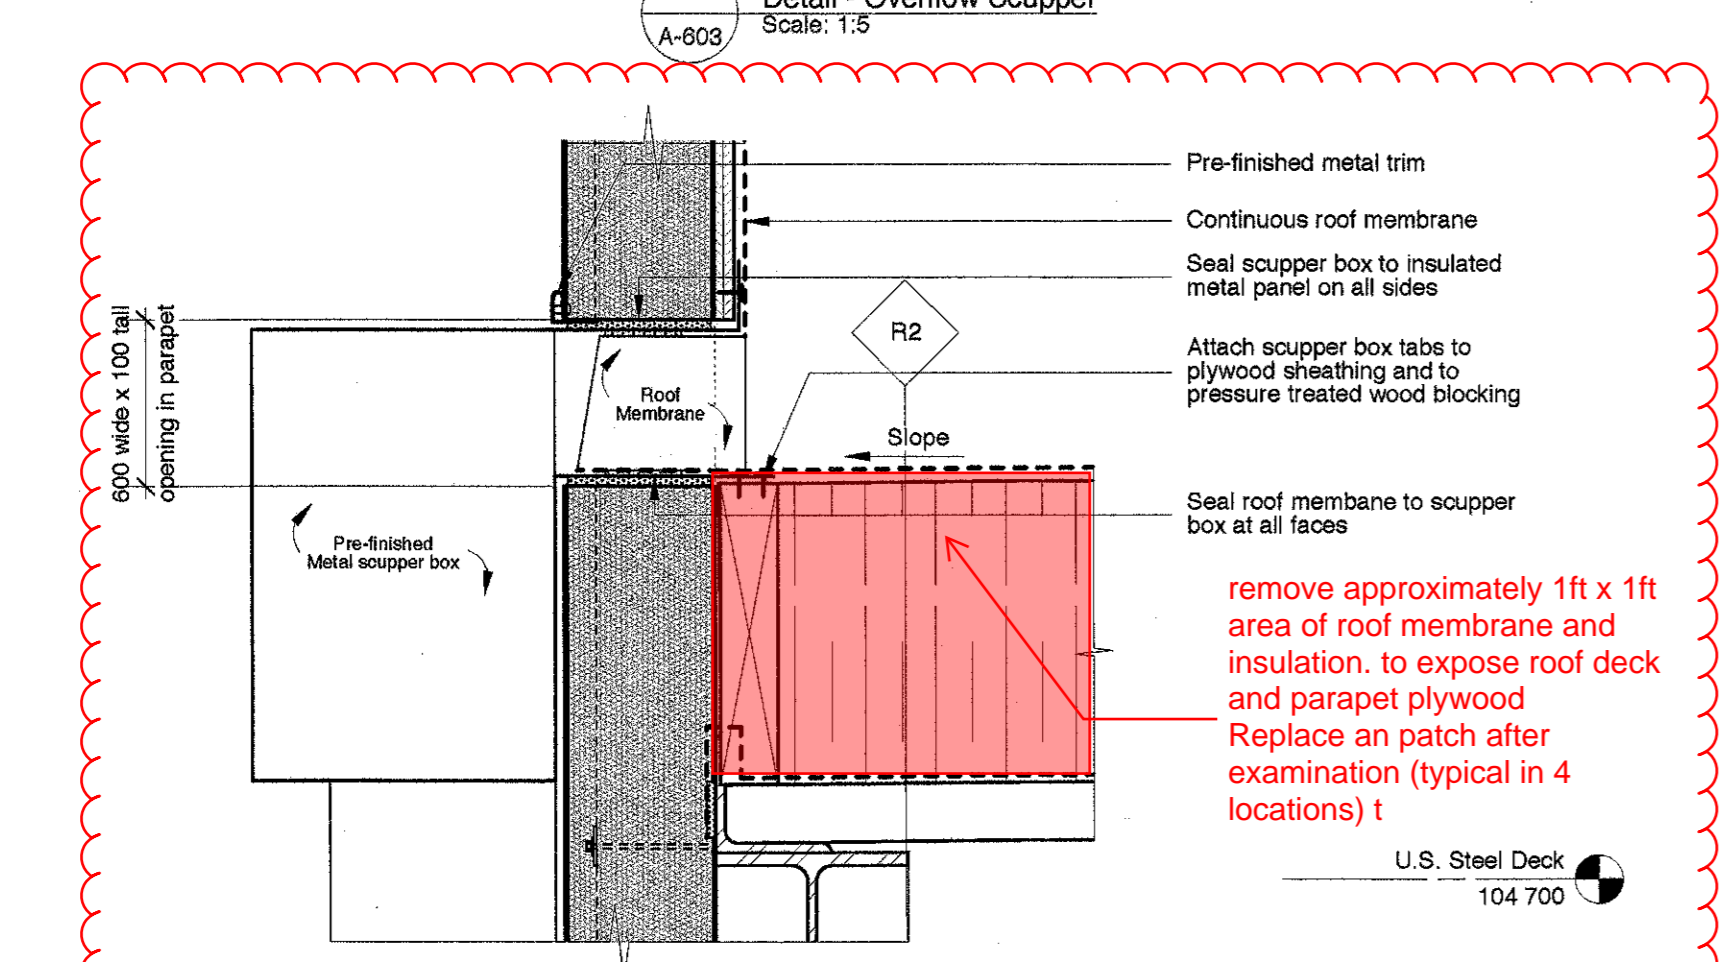 Detail - Overflow Scupper
A-603
Scale: 1:5
Pre-finished metal trim
Continuous roof membrane
Seal scupper box to insulated
metal panel on all sides
R2
Attach scupper box tabs to
plywood sheathing and to
pressure treated wood blocking
600 wide x 100 tall
opening in parapet
Roof
Membrane
Slope
Seal roof membane to scupper
box at all faces
Pre-finished
Metal scupper box
remove approximately 1ft x 1ft
area of roof membrane and
insulation. to expose roof deck
and parapet plywood
Replace an patch after
examination (typical in 4
locations) t
U.S. Steel Deck
104 700